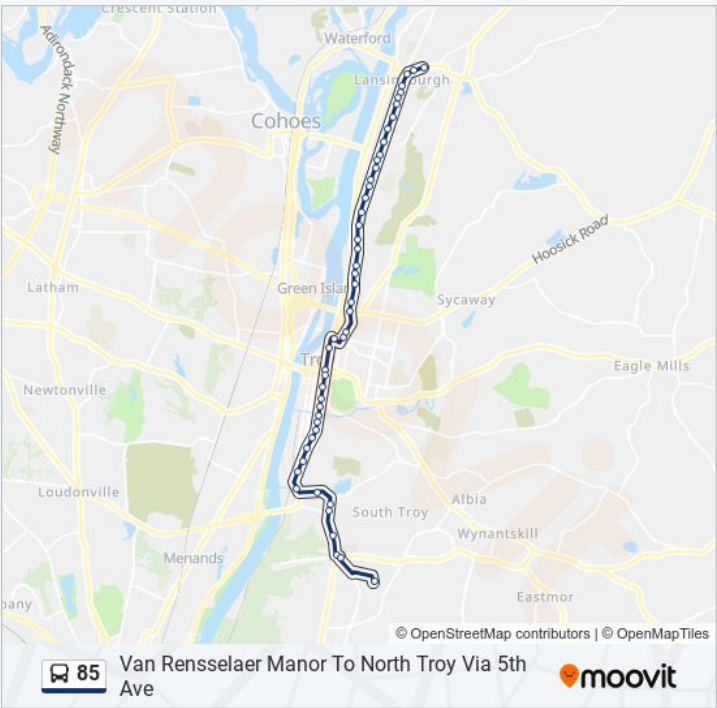 Crescent Station
Waterford
Adirondack Northway
Lansingburgh
Cohoes
Hoosick Road
Latham
Green Island
Sycaway
Troy
Eagle Mills
Newtonville
Loudonville
South Troy
Albia
Wynantskill
Menands
Eastmor
bany
© OpenStreetMap contributors | © OpenMapTiles
85
Van Rensselaer Manor To North Troy Via 5th
Ave
moovit